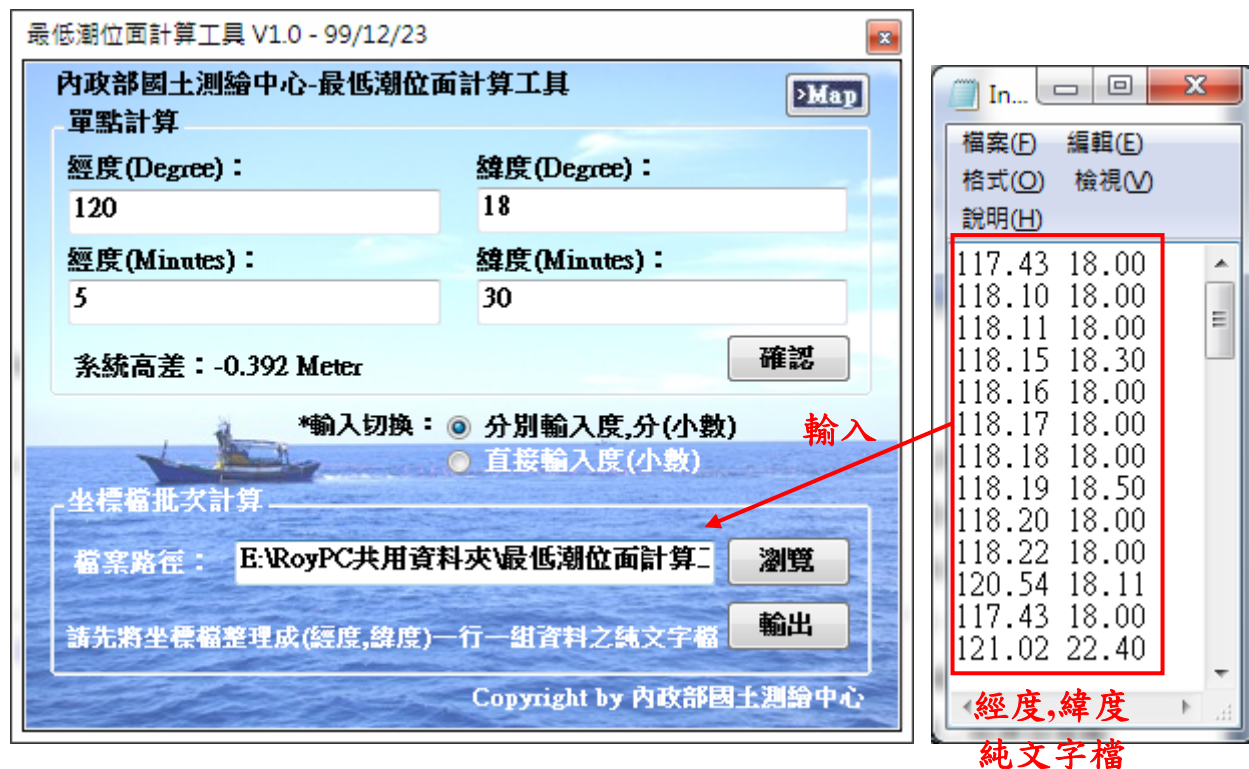 最低潮位面計算工具 V1.0 - 99/12/23
內政部國土測繪中心-最低潮位面計算工具
>Map
單點計算
經度(Degree)：
緯度(Degree)：
120
18
經度(Minutes)：
緯度(Minutes)：
5
30
系統高差：-0.392 Meter
確認
*輸入切換：
分別輸入度,分(小數)
直接輸入度(小數)
坐標檔批次計算
檔案路徑：
E:\RoyPC共用資料夾\最低潮位面計算
瀏覽
請先將坐標檔整理成(經度,緯度)一行一組資料之純文字檔
輸出
Copyright by 內政部國土測繪中心
輸入
In...
檔案(F) 編輯(E)
格式(O) 檢視(V)
說明(H)
117.43 18.00
118.10 18.00
118.11 18.00
118.15 18.30
118.16 18.00
118.17 18.00
118.18 18.00
118.19 18.50
118.20 18.00
118.22 18.00
120.54 18.11
117.43 18.00
121.02 22.40
經度,緯度
純文字檔